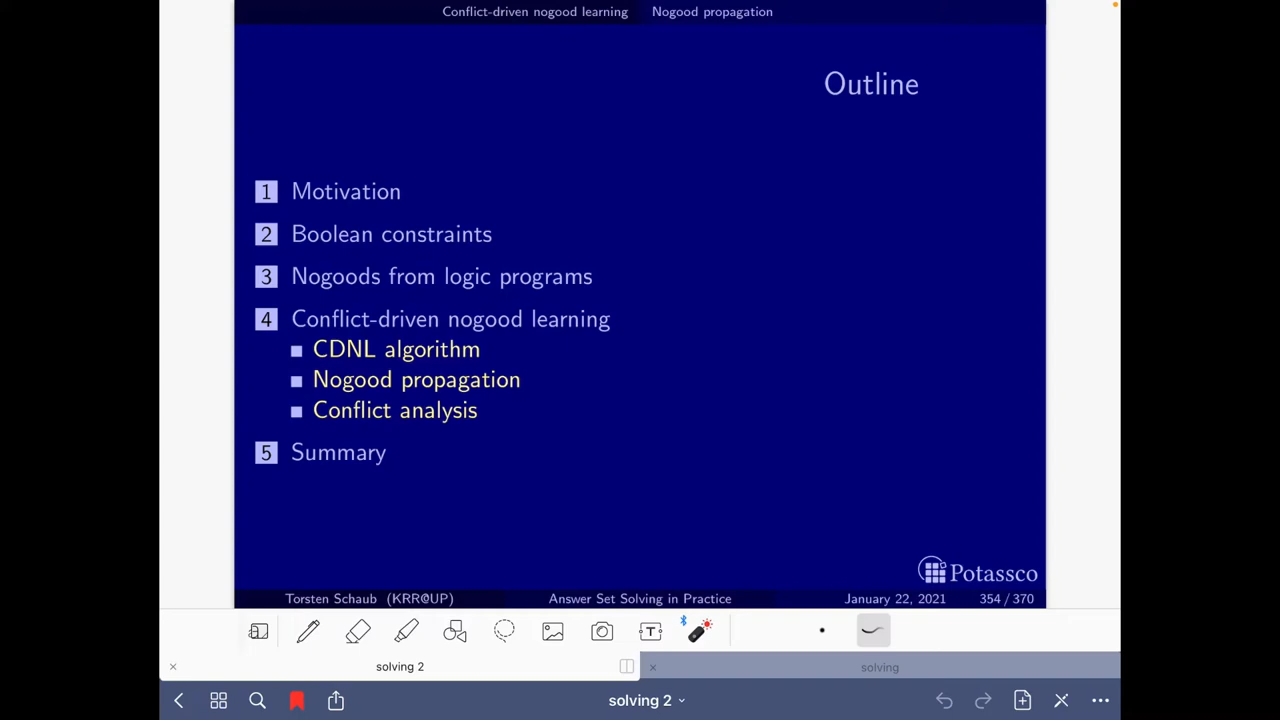 Conflict-driven nogood learning Nogood propagation
Outline
1 Motivation
2 Boolean constraints
3 Nogoods from logic programs
4 Conflict-driven nogood learning
CDNL algorithm
Nogood propagation
Conflict analysis
5 Summary
Potassco
Torsten Schaub (KRR@UP) Answer Set Solving in Practice January 22, 2021 354 / 370
T
solving 2 solving
solving 2